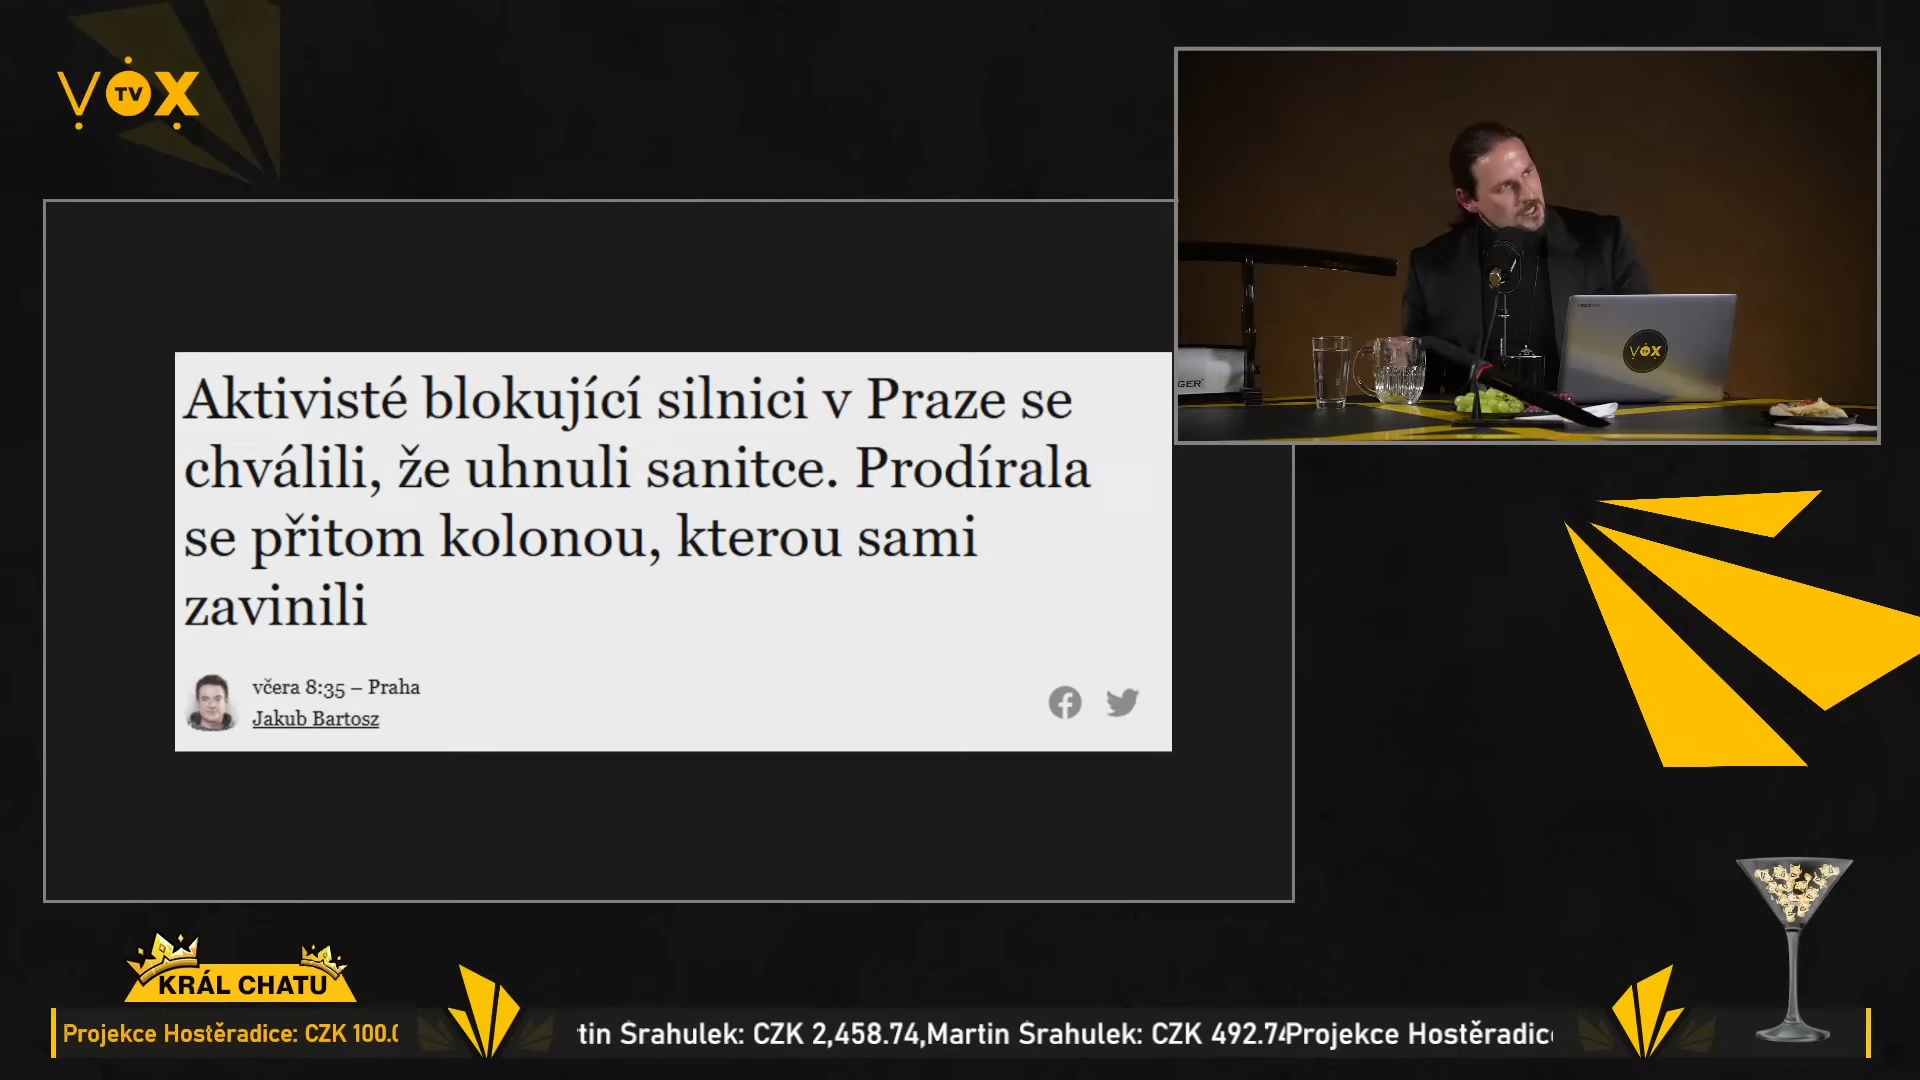 VOX
TV
GER
VOX
Aktivisté blokující silnici v Praze se
chválili, že uhnuli sanitce. Prodírala
se přitom kolonou, kterou sami
zavinili
včera 8:35 – Praha
Jakub Bartosz
KRÁL CHATU
Projekce Hostěradice: CZK 100.
tin Šrahulek: CZK 2,458.74,Martin Šrahulek: CZK 492.74Projekce Hostěradic